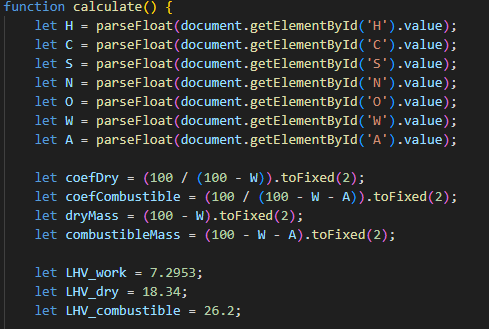 function calculate() {
let H = parseFloat(document.getElementById('H').value);
let C = parseFloat(document.getElementById('C').value);
let S = parseFloat(document.getElementById('S').value);
let N = parseFloat(document.getElementById('N').value);
let O = parseFloat(document.getElementById('O').value);
let W = parseFloat(document.getElementById('W').value);
let A = parseFloat(document.getElementById('A').value);
let coefDry = (100 / (100 - W)).toFixed(2);
let coefCombustible = (100 / (100 - W - A)).toFixed(2);
let dryMass = (100 - W).toFixed(2);
let combustibleMass = (100 - W - A).toFixed(2);
let LHV_work = 7.2953;
let LHV_dry = 18.34;
let LHV_combustible = 26.2;